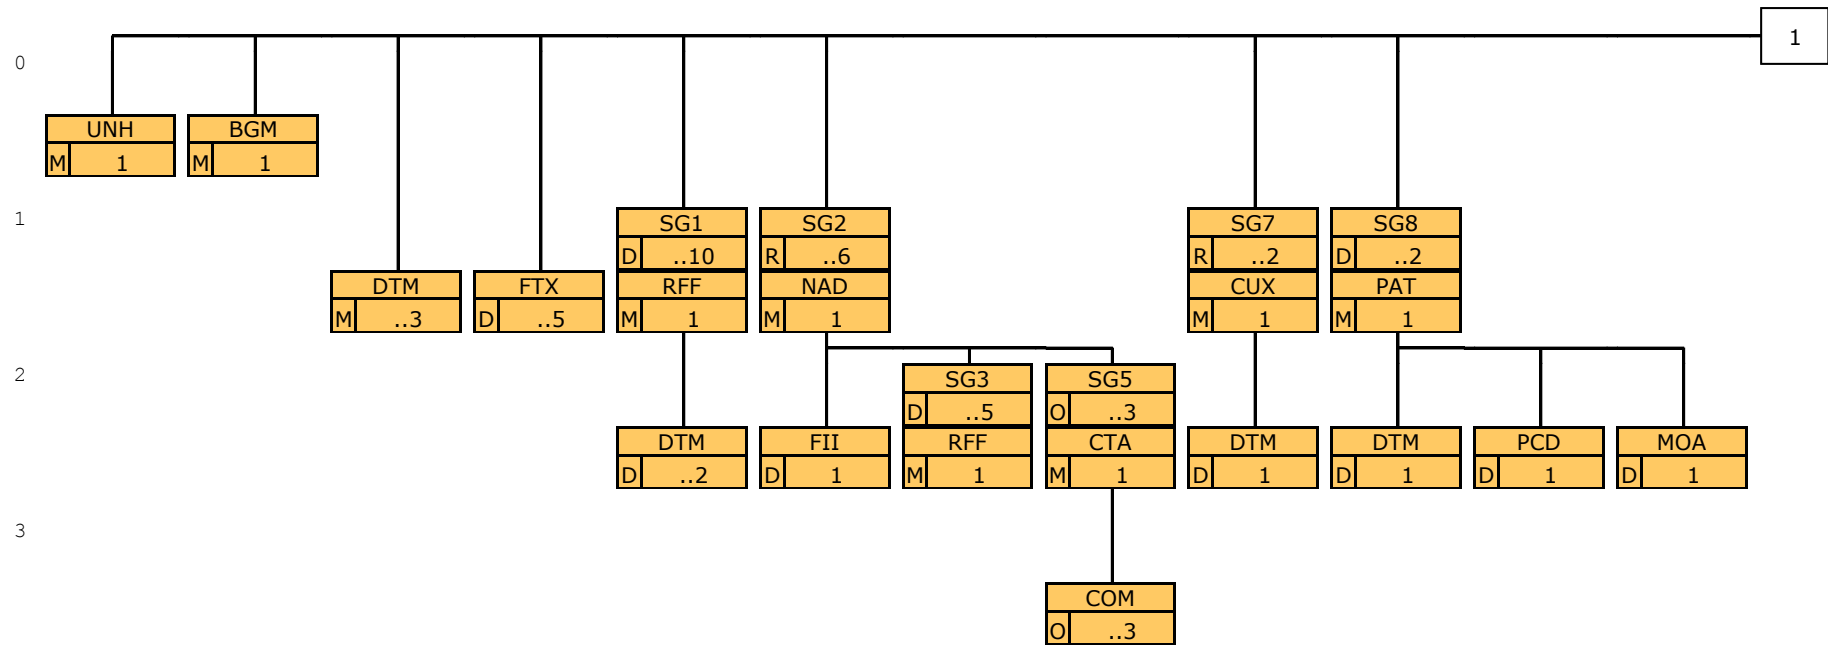 1
0
UNH BGM
M 1 M 1
1
SG1 SG2 SG7 SG8
D ..10 R ..6 R ..2 D ..2
DTM FTX RFF NAD CUX PAT
M ..3 D ..5 M 1 M 1 M 1 M 1
2
SG3 SG5
D ..5 O ..3
DTM FII RFF CTA DTM DTM PCD MOA
D ..2 D 1 M 1 M 1 D 1 D 1 D 1 D 1
3
COM
O ..3